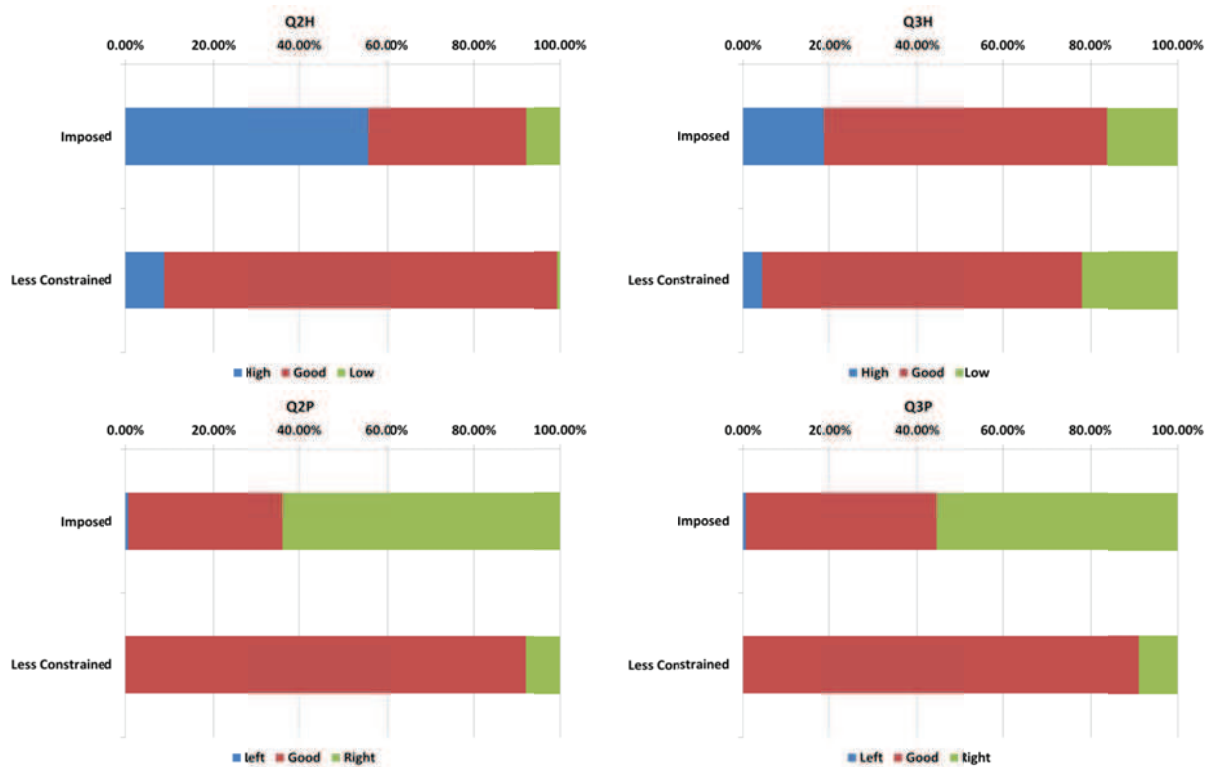 Q2H
0.00% 20.00% 40.00% 60.00% 80.00% 100.00%
Imposed
Less Constrained
High Good Low
Q3H
0.00% 20.00% 40.00% 60.00% 80.00% 100.00%
Imposed
Less Constrained
High Good Low
Q2P
0.00% 20.00% 40.00% 60.00% 80.00% 100.00%
Imposed
Less Constrained
Left Good Right
Q3P
0.00% 20.00% 40.00% 60.00% 80.00% 100.00%
Imposed
Less Constrained
Left Good Right